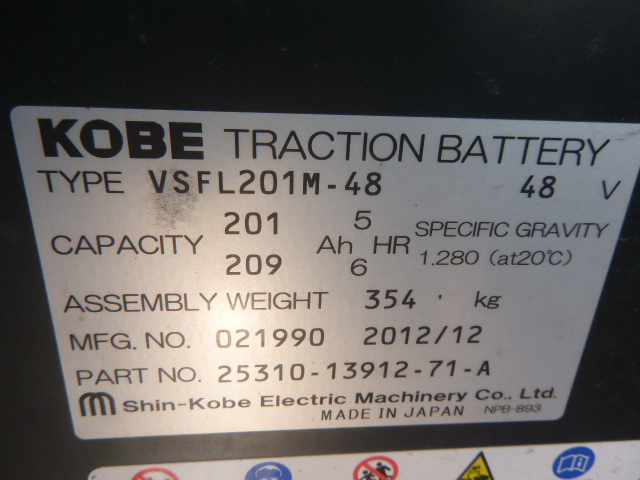 KOBE TRACTION BATTERY
TYPE VSFL201M-48 48 V
201 5 SPECIFIC GRAVITY
CAPACITY Ah HR
209 6 1.280 (at20℃)
ASSEMBLY WEIGHT 354 kg
MFG. NO. 021990 2012/12
PART NO. 25310-13912-71-A
Shin-Kobe Electric Machinery Co., Ltd.
MADE IN JAPAN NPB-893